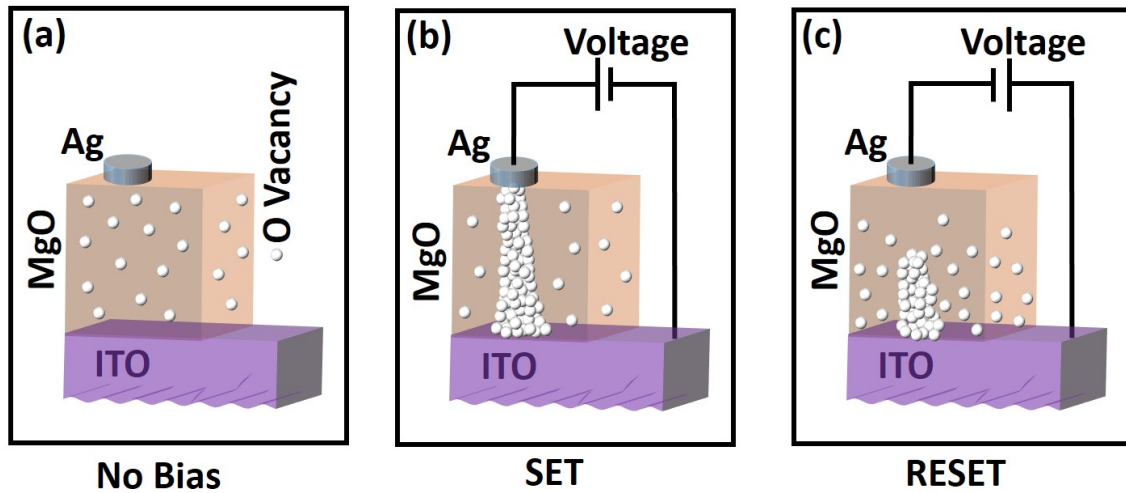 (a)
Ag
MgO
O Vacancy
ITO
No Bias
(b)
Voltage
Ag
MgO
ITO
SET
(c)
Voltage
Ag
MgO
ITO
RESET